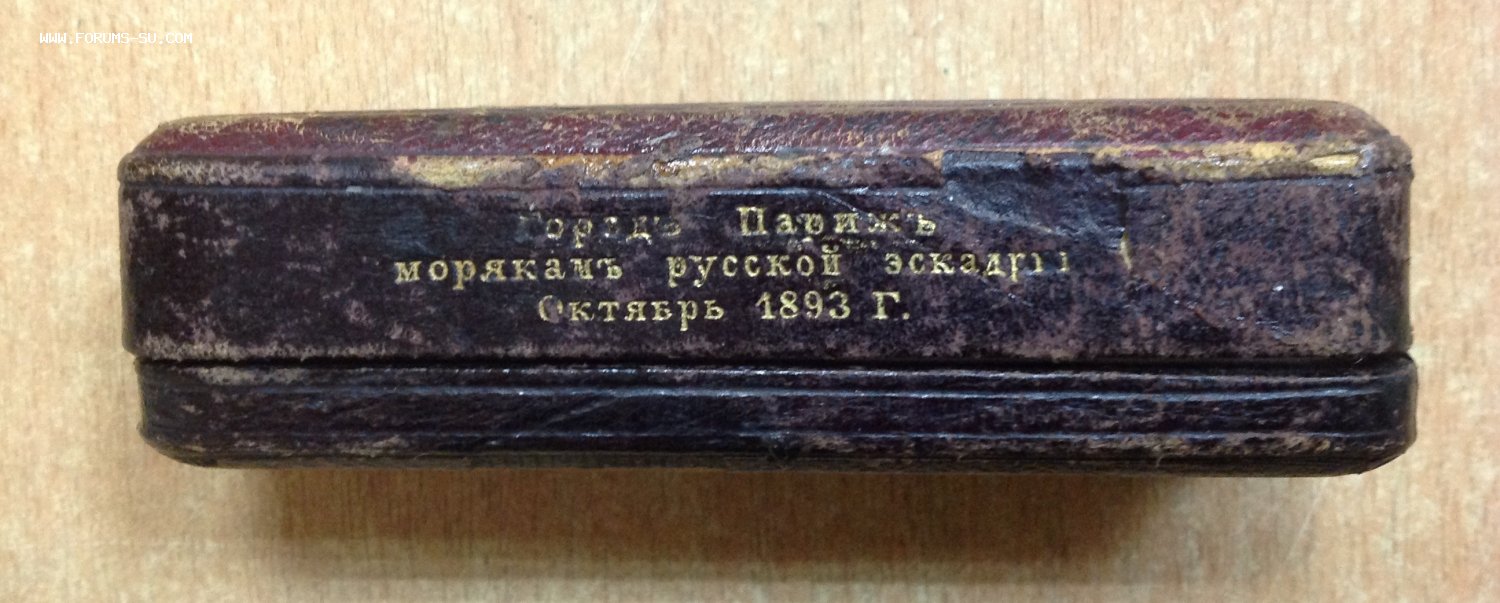 WWW.FORUMS-SU.COM
Городъ Парижъ
морякамъ русской эскадры
Октябрь 1893 Г.